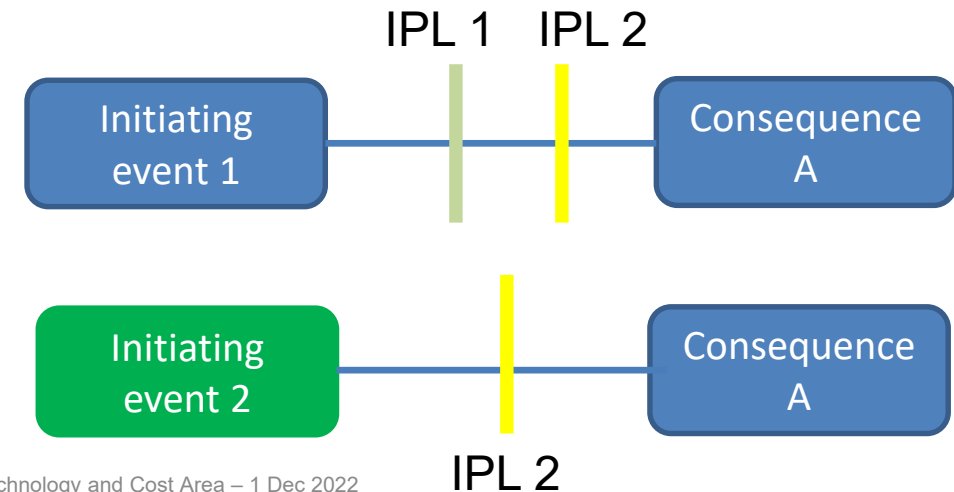 IPL 1 IPL 2
Initiating
event 1
Consequence
A
Initiating
event 2
Consequence
A
IPL 2
and Cost Area – 1 Dec 2022